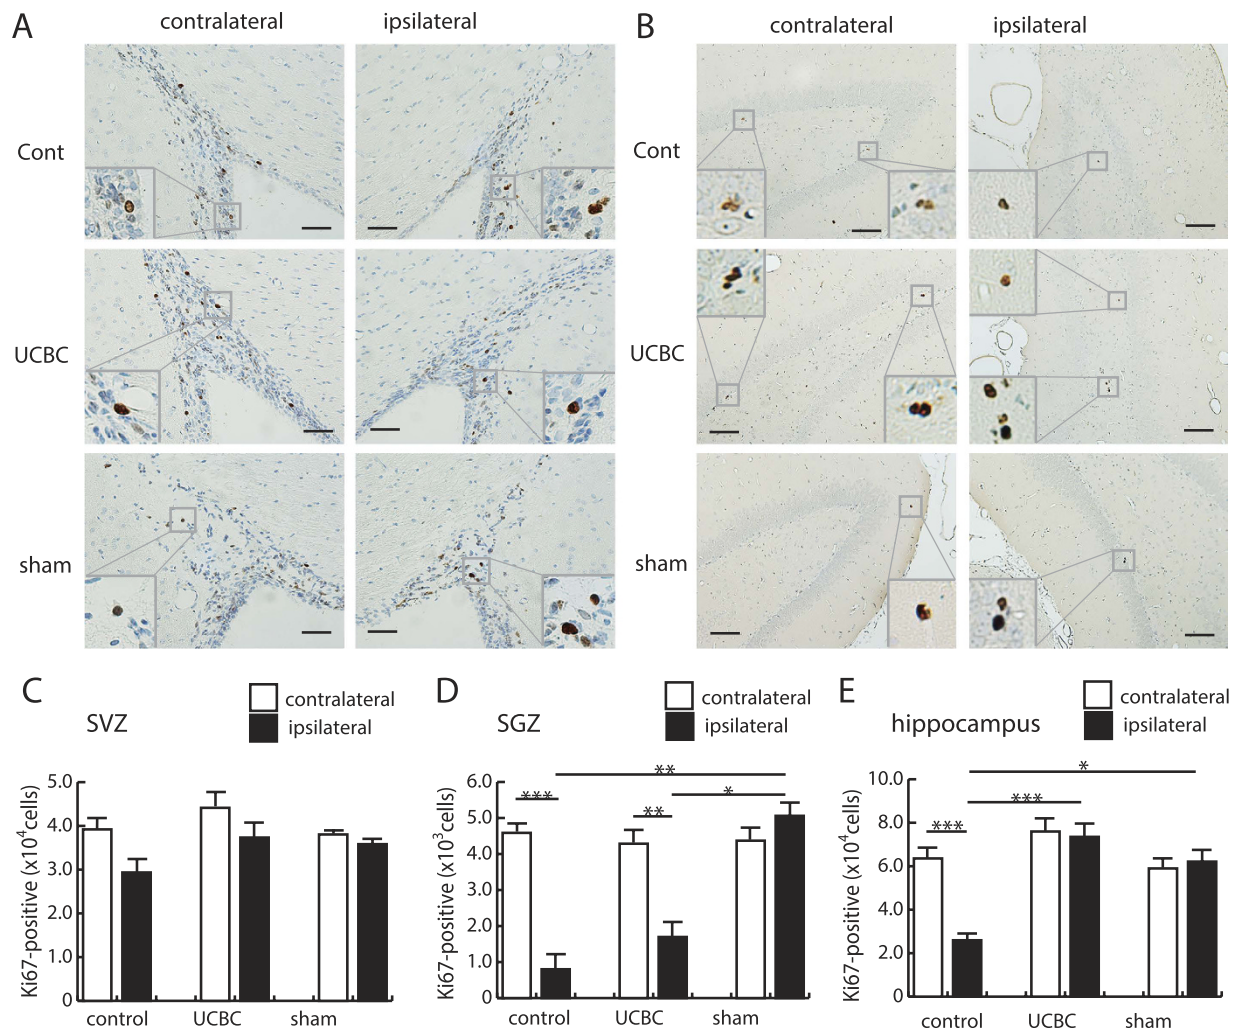 A
contralateral
ipsilateral
B
contralateral
ipsilateral
Cont
Cont
UCBC
UCBC
sham
sham
C
SVZ
contralateral
ipsilateral
Ki67-positive (x10⁴cells)
5.0
4.0
3.0
2.0
1.0
0
control
UCBC
sham
D
SGZ
contralateral
ipsilateral
Ki67-positive (x10³cells)
6.0
5.0
4.0
2.0
1.0
0
***
**
**
*
control
UCBC
sham
E
hippocampus
contralateral
ipsilateral
Ki67-positive (x10⁴cells)
10.0
8.0
6.0
4.0
2.0
0
***
***
*
control
UCBC
sham